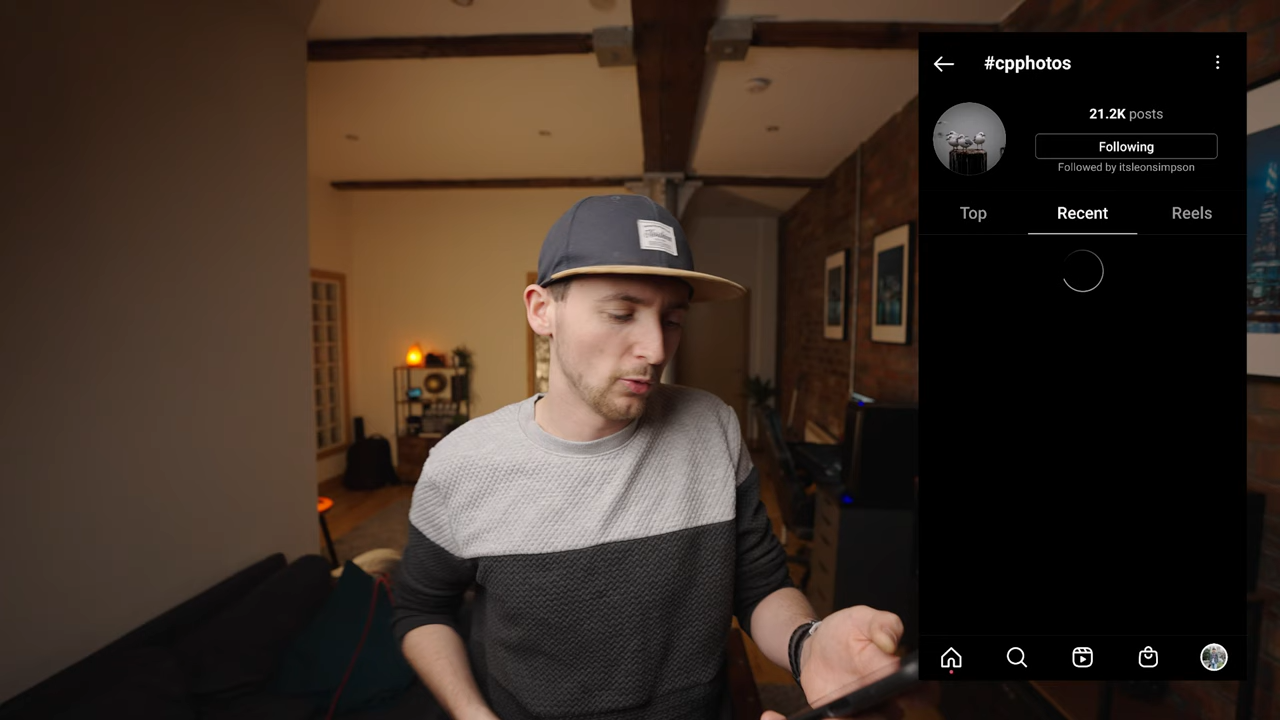 #cpphotos
21.2K posts
Following
Followed by itsleonsimpson
Top
Recent
Reels